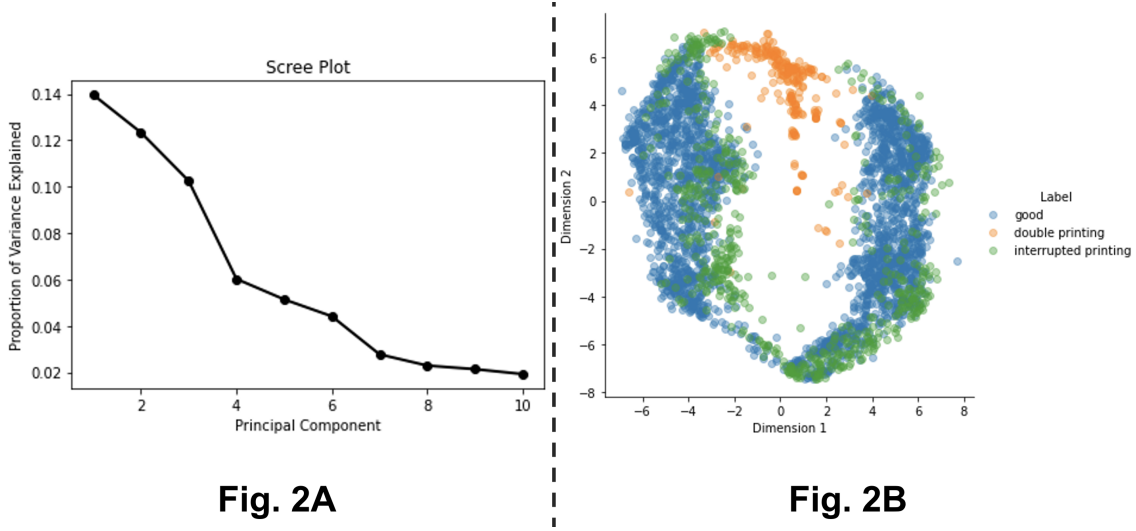 Scree Plot
Proportion of Variance Explained
0.14
0.12
0.10
0.08
0.06
0.04
0.02
2 4 6 8 10
Principal Component
Fig. 2A
Dimension 2
6
4
2
0
−2
−4
−6
−8
−6 −4 −2 0 2 4 6 8
Dimension 1
Label
good
double printing
interrupted printing
Fig. 2B